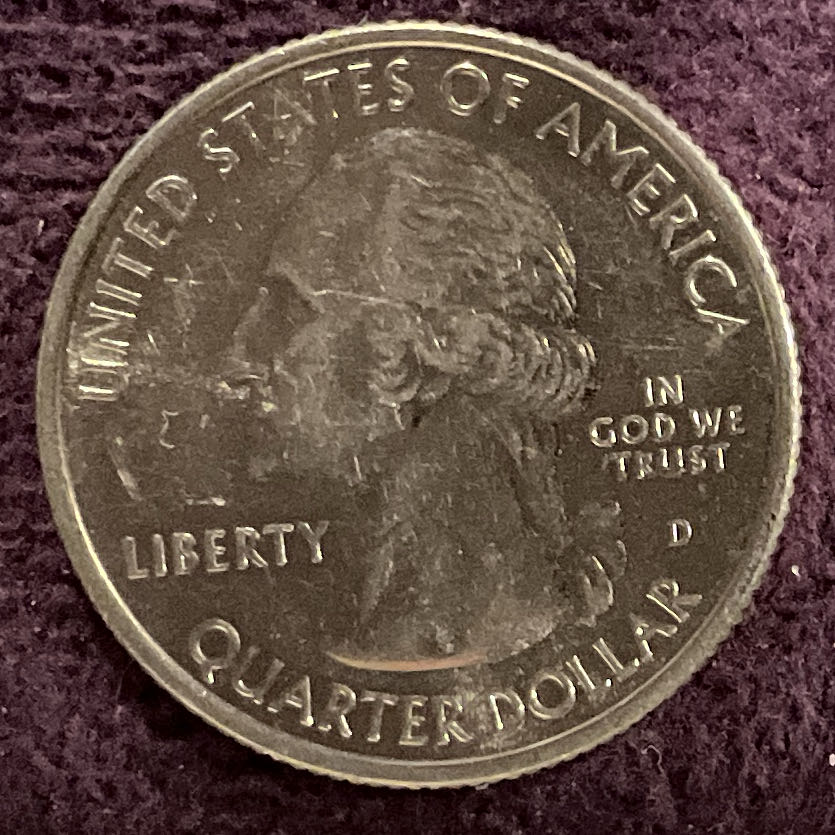 UNITED STATES OF AMERICA
IN
GOD WE
TRUST
LIBERTY
D
QUARTER DOLLAR